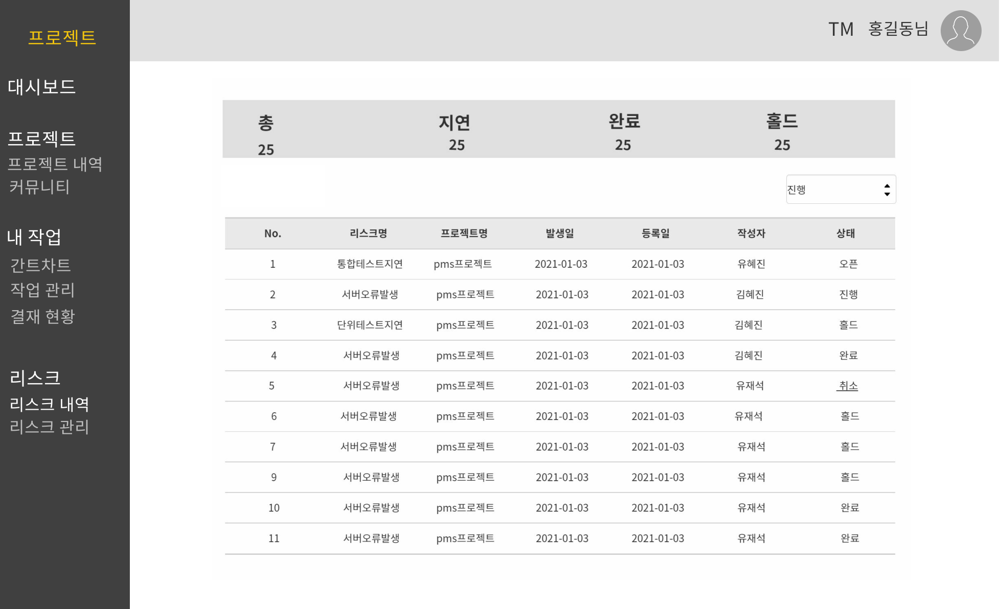 프로젝트
대시보드
프로젝트
프로젝트 내역
커뮤니티
내 작업
간트차트
작업 관리
결재 현황
리스크
리스크 내역
리스크 관리
TM 홍길동님
총 지연 완료 홀드
25 25 25 25
진행
No. 리스크명 프로젝트명 발생일 등록일 작성자 상태
1 통합테스트지연 pms프로젝트 2021-01-03 2021-01-03 유혜진 오픈
2 서버오류발생 pms프로젝트 2021-01-03 2021-01-03 김혜진 진행
3 단위테스트지연 pms프로젝트 2021-01-03 2021-01-03 김혜진 홀드
4 서버오류발생 pms프로젝트 2021-01-03 2021-01-03 김혜진 완료
5 서버오류발생 pms프로젝트 2021-01-03 2021-01-03 유재석 취소
6 서버오류발생 pms프로젝트 2021-01-03 2021-01-03 유재석 홀드
7 서버오류발생 pms프로젝트 2021-01-03 2021-01-03 유재석 홀드
9 서버오류발생 pms프로젝트 2021-01-03 2021-01-03 유재석 홀드
10 서버오류발생 pms프로젝트 2021-01-03 2021-01-03 유재석 완료
11 서버오류발생 pms프로젝트 2021-01-03 2021-01-03 유재석 완료